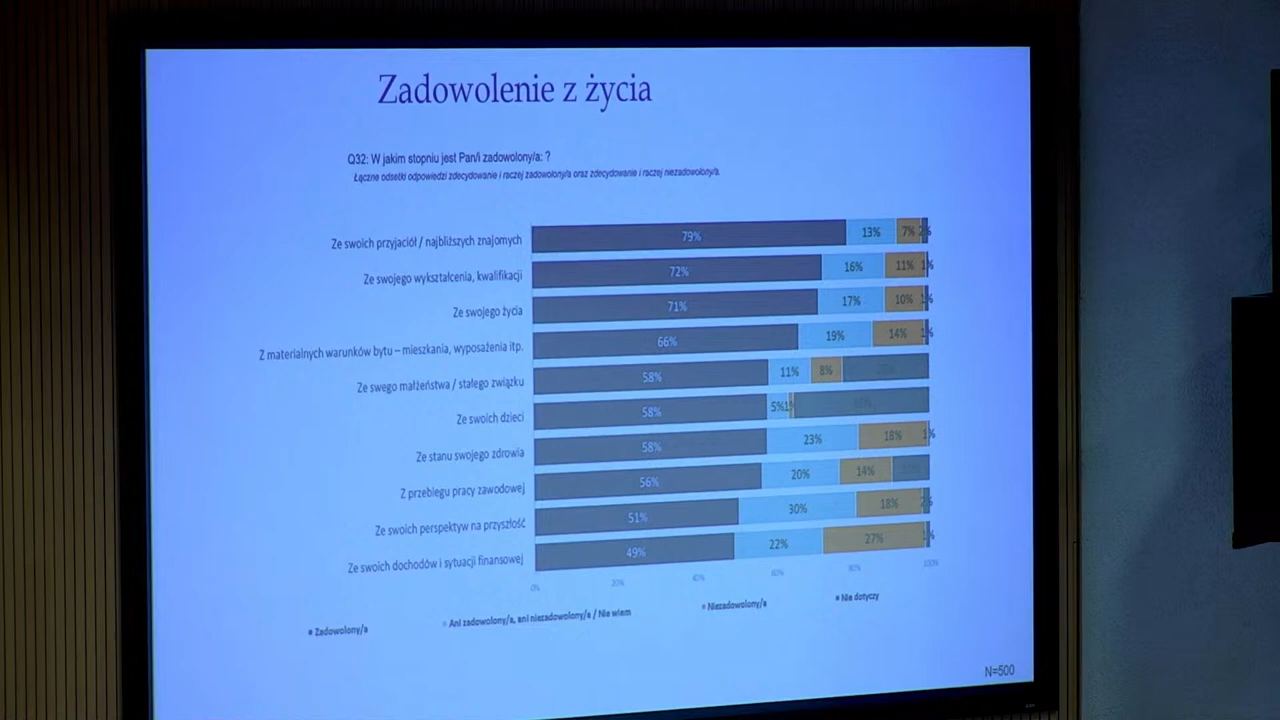 Zadowolenie z życia
Q32: W jakim stopniu jest Pan/i zadowolony/a: ?
Łączne odsetki odpowiedzi zdecydowanie i raczej zadowolony/a oraz zdecydowanie i raczej niezadowolony/a.
Ze swoich przyjaciół / najbliższych znajomych 79% 13% 7% 2%
Ze swojego wykształcenia, kwalifikacji 72% 16% 11% 1%
Ze swojego życia 71% 17% 10% 1%
Z materialnych warunków bytu – mieszkania, wyposażenia itp. 66% 19% 14% 1%
Ze swego małżeństwa / stałego związku 58% 11% 8%
Ze swoich dzieci 58% 5% 1%
Ze stanu swojego zdrowia 58% 23% 18% 1%
Z przebiegu pracy zawodowej 56% 20% 14%
Ze swoich perspektyw na przyszłość 51% 30% 18% 2%
Ze swoich dochodów i sytuacji finansowej 49% 22% 27% 1%
0% 20% 40% 60% 80% 100%
Zadowolony/a Ani zadowolony/a, ani niezadowolony/a / Nie wiem Niezadowolony/a Nie dotyczy
N=500